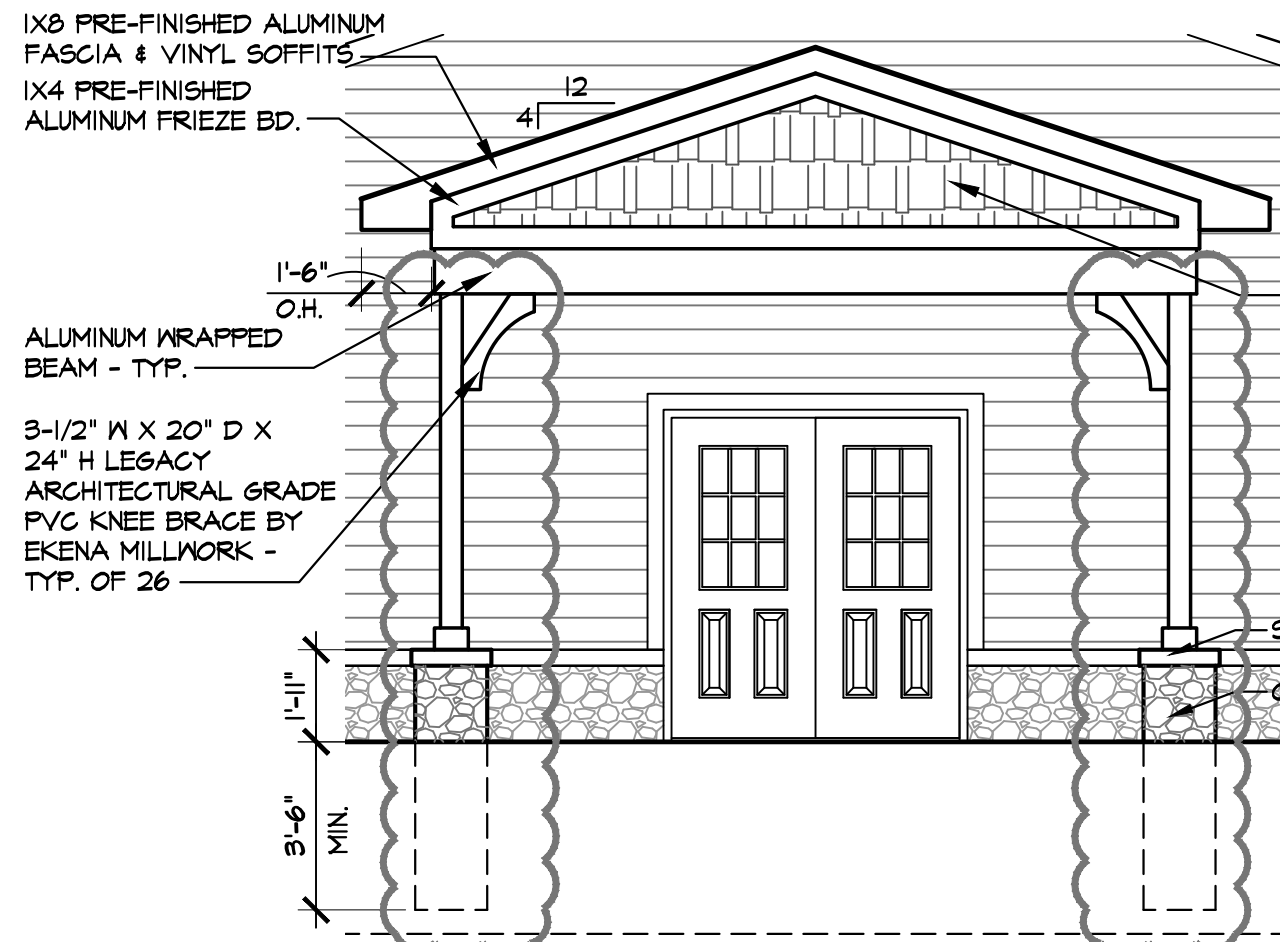 1X8 PRE-FINISHED ALUMINUM
FASCIA & VINYL SOFFITS
1X4 PRE-FINISHED
ALUMINUM FRIEZE BD.
12
4
1'-6"
O.H.
ALUMINUM WRAPPED
BEAM - TYP.
3-1/2" W X 20" D X
24" H LEGACY
ARCHITECTURAL GRADE
PVC KNEE BRACE BY
EKENA MILLWORK -
TYP. OF 26
1'-11"
3'-6"
MIN.